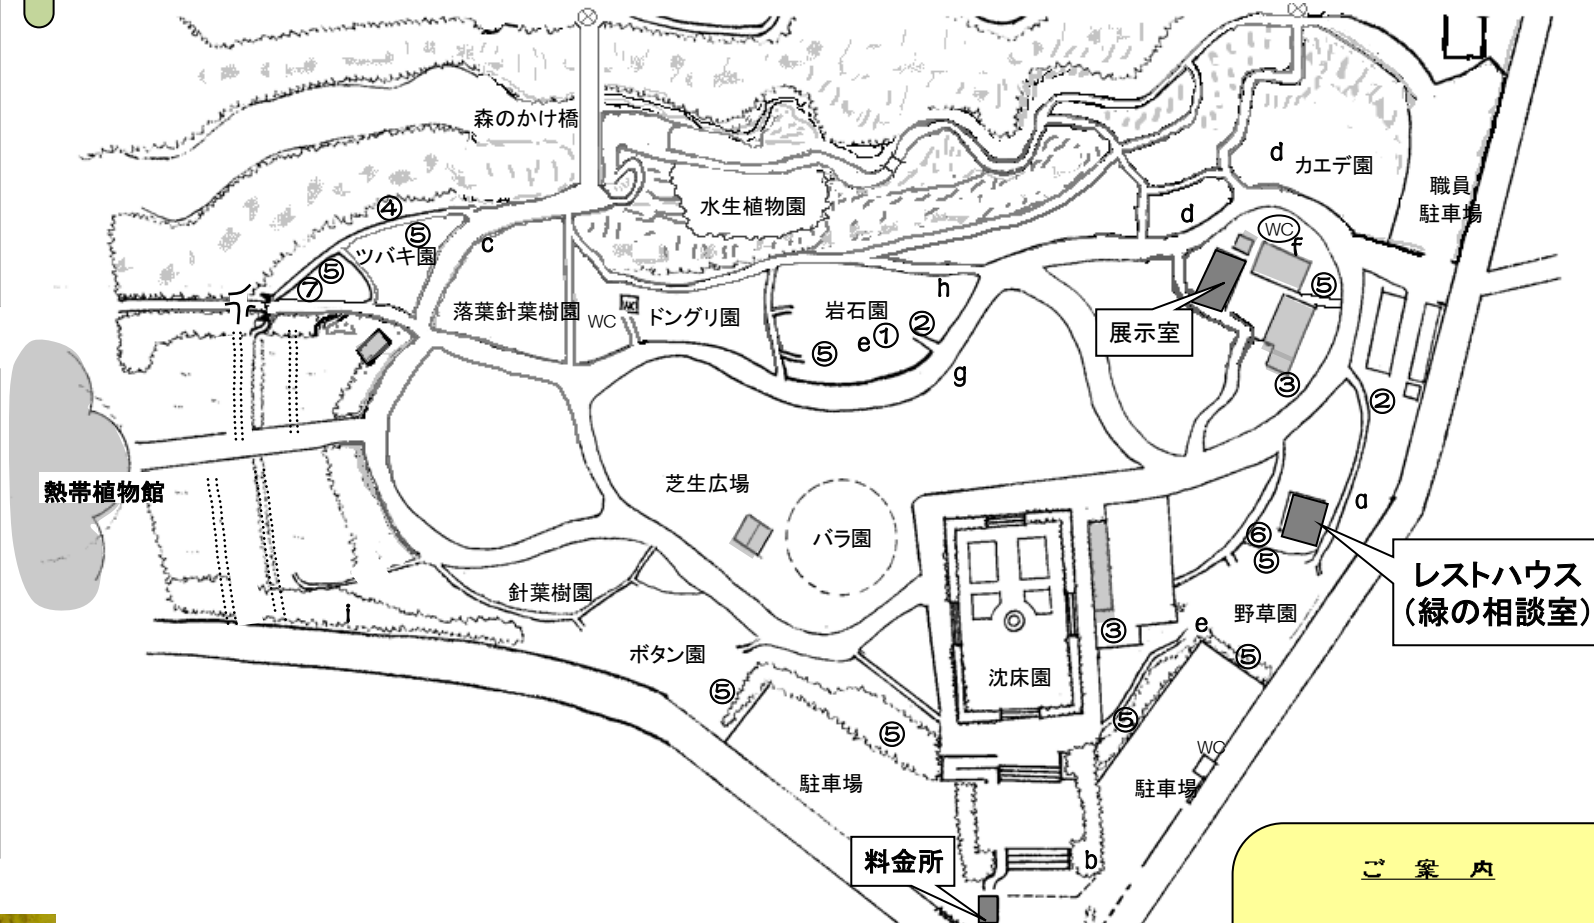 森のかけ橋
d
カエデ園
職員
駐車場
水生植物園
④
⑤
ツバキ園
c
d
WC
f
⑤
⑦
⑤
h
落葉針葉樹園
WC
ドングリ園
岩石園
②
e①
⑤
展示室
g
③
②
熱帯植物館
芝生広場
バラ園
a
⑥
⑤
レストハウス
(緑の相談室)
針葉樹園
i
野草園
e
③
ボタン園
沈床園
⑤
⑤
⑤
⑤
WC
駐車場
駐車場
料金所
b
ご 案 内